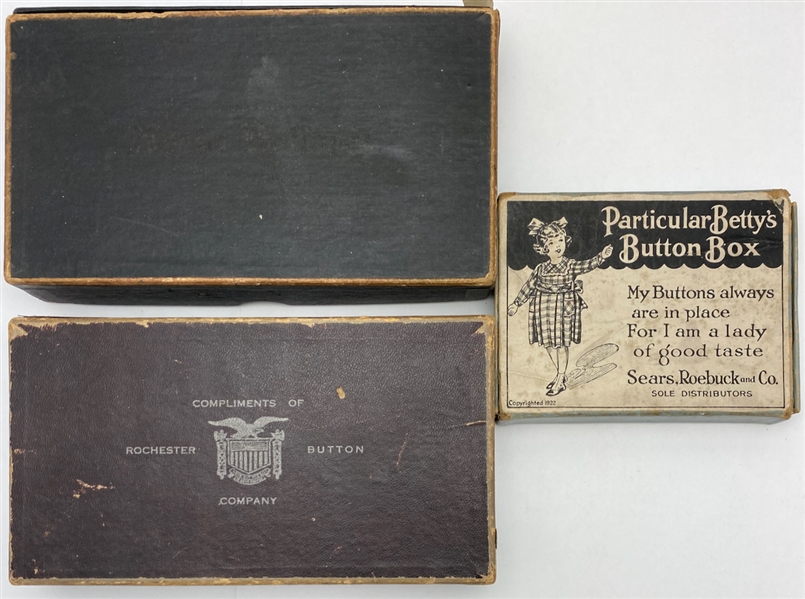 Particular Betty's
Button Box
My Buttons always
are in place
For I am a lady
of good taste
Sears, Roebuck and Co.
SOLE DISTRIBUTORS
Copyrighted 1922
COMPLIMENTS OF
ROCHESTER BUTTON
COMPANY